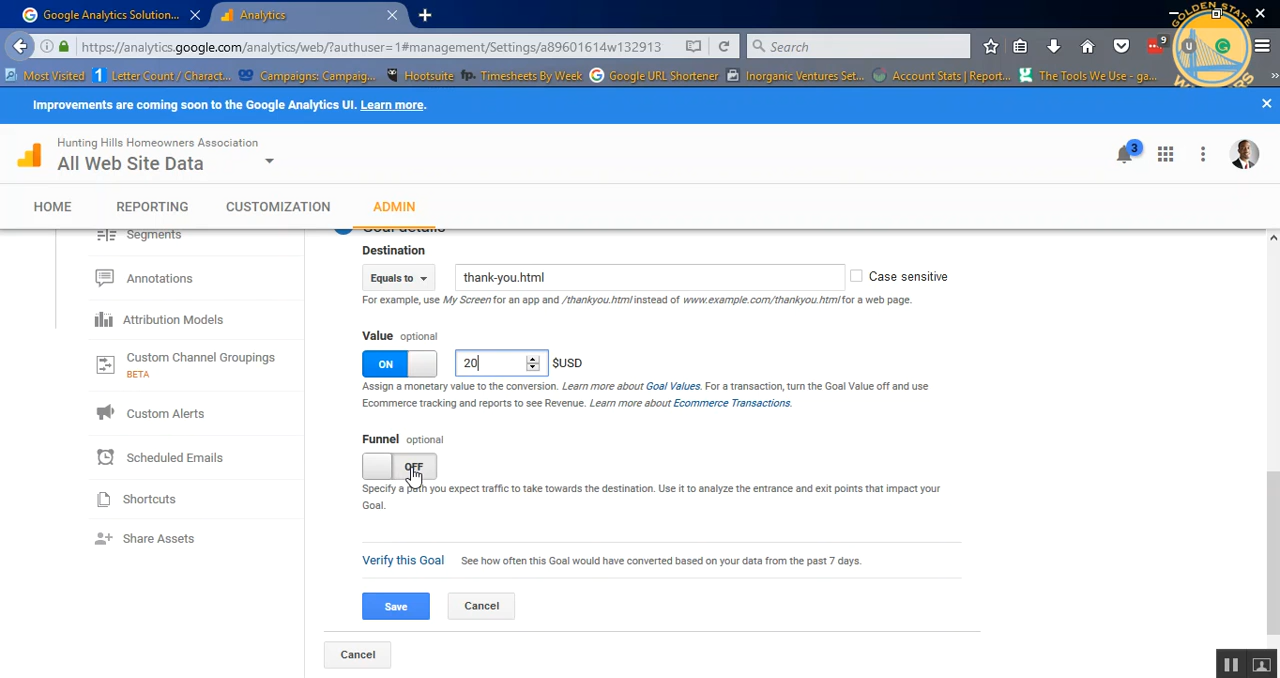 Google Analytics Solution...
Analytics
https://analytics.google.com/analytics/web/?authuser=1#management/Settings/a89601614w132913
Search
9
Most Visited
Letter Count / Charact...
Campaigns: Campaig...
Hootsuite
fp. Timesheets By Week
Google URL Shortener
Inorganic Ventures Set...
Account Stats | Report...
The Tools We Use - ga...
GOLDEN STATE
WARRIORS
Improvements are coming soon to the Google Analytics UI. Learn more.
Hunting Hills Homeowners Association
All Web Site Data
3
HOME
REPORTING
CUSTOMIZATION
ADMIN
Segments
Annotations
Attribution Models
Custom Channel Groupings
BETA
Custom Alerts
Scheduled Emails
Shortcuts
Share Assets
Goal details
Destination
Equals to
thank-you.html
Case sensitive
For example, use My Screen for an app and /thankyou.html instead of www.example.com/thankyou.html for a web page.
Value optional
ON
20
$USD
Assign a monetary value to the conversion. Learn more about Goal Values. For a transaction, turn the Goal Value off and use
Ecommerce tracking and reports to see Revenue. Learn more about Ecommerce Transactions.
Funnel optional
OFF
Specify a path you expect traffic to take towards the destination. Use it to analyze the entrance and exit points that impact your
Goal.
Verify this Goal
See how often this Goal would have converted based on your data from the past 7 days.
Save
Cancel
Cancel